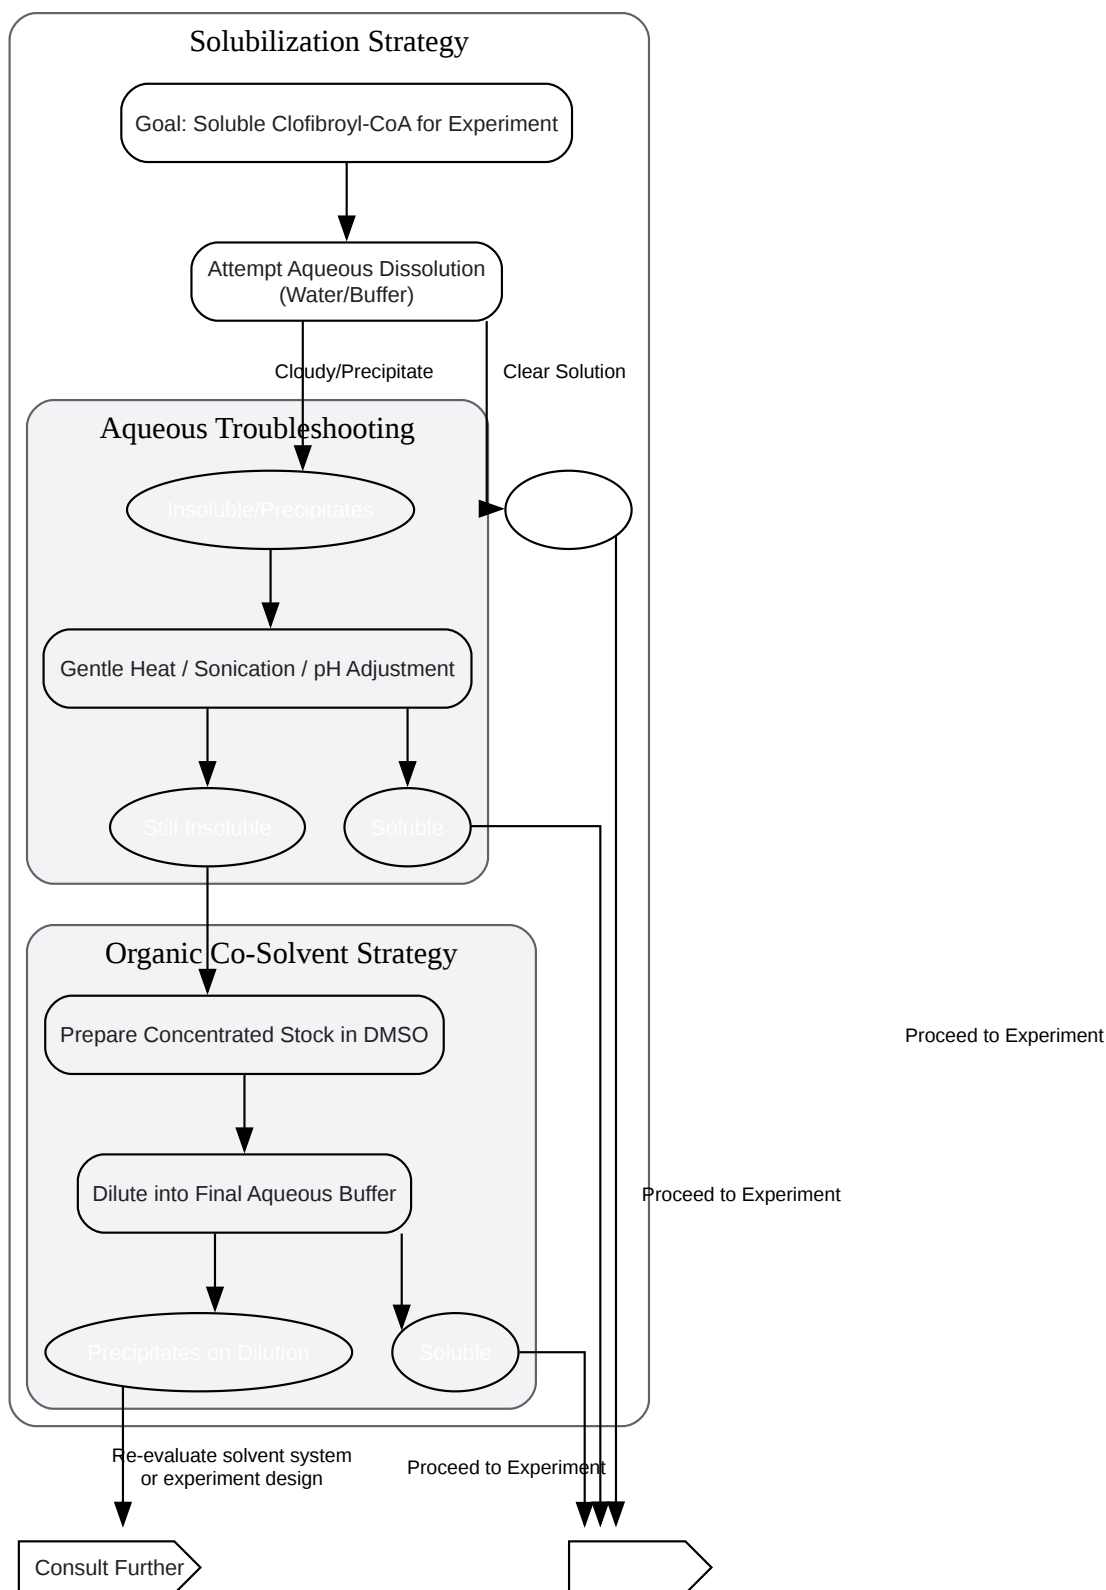 Solubilization Strategy
Goal: Soluble Clofibroyl-CoA for Experiment
Attempt Aqueous Dissolution
(Water/Buffer)
Cloudy/Precipitate
Clear Solution
Aqueous Troubleshooting
Insoluble/Precipitates
Gentle Heat / Sonication / pH Adjustment
Still Insoluble
Soluble
Organic Co-Solvent Strategy
Prepare Concentrated Stock in DMSO
Proceed to Experiment
Dilute into Final Aqueous Buffer
Proceed to Experiment
Precipitates on Dilution
Soluble
Re-evaluate solvent system
or experiment design
Proceed to Experiment
Consult Further